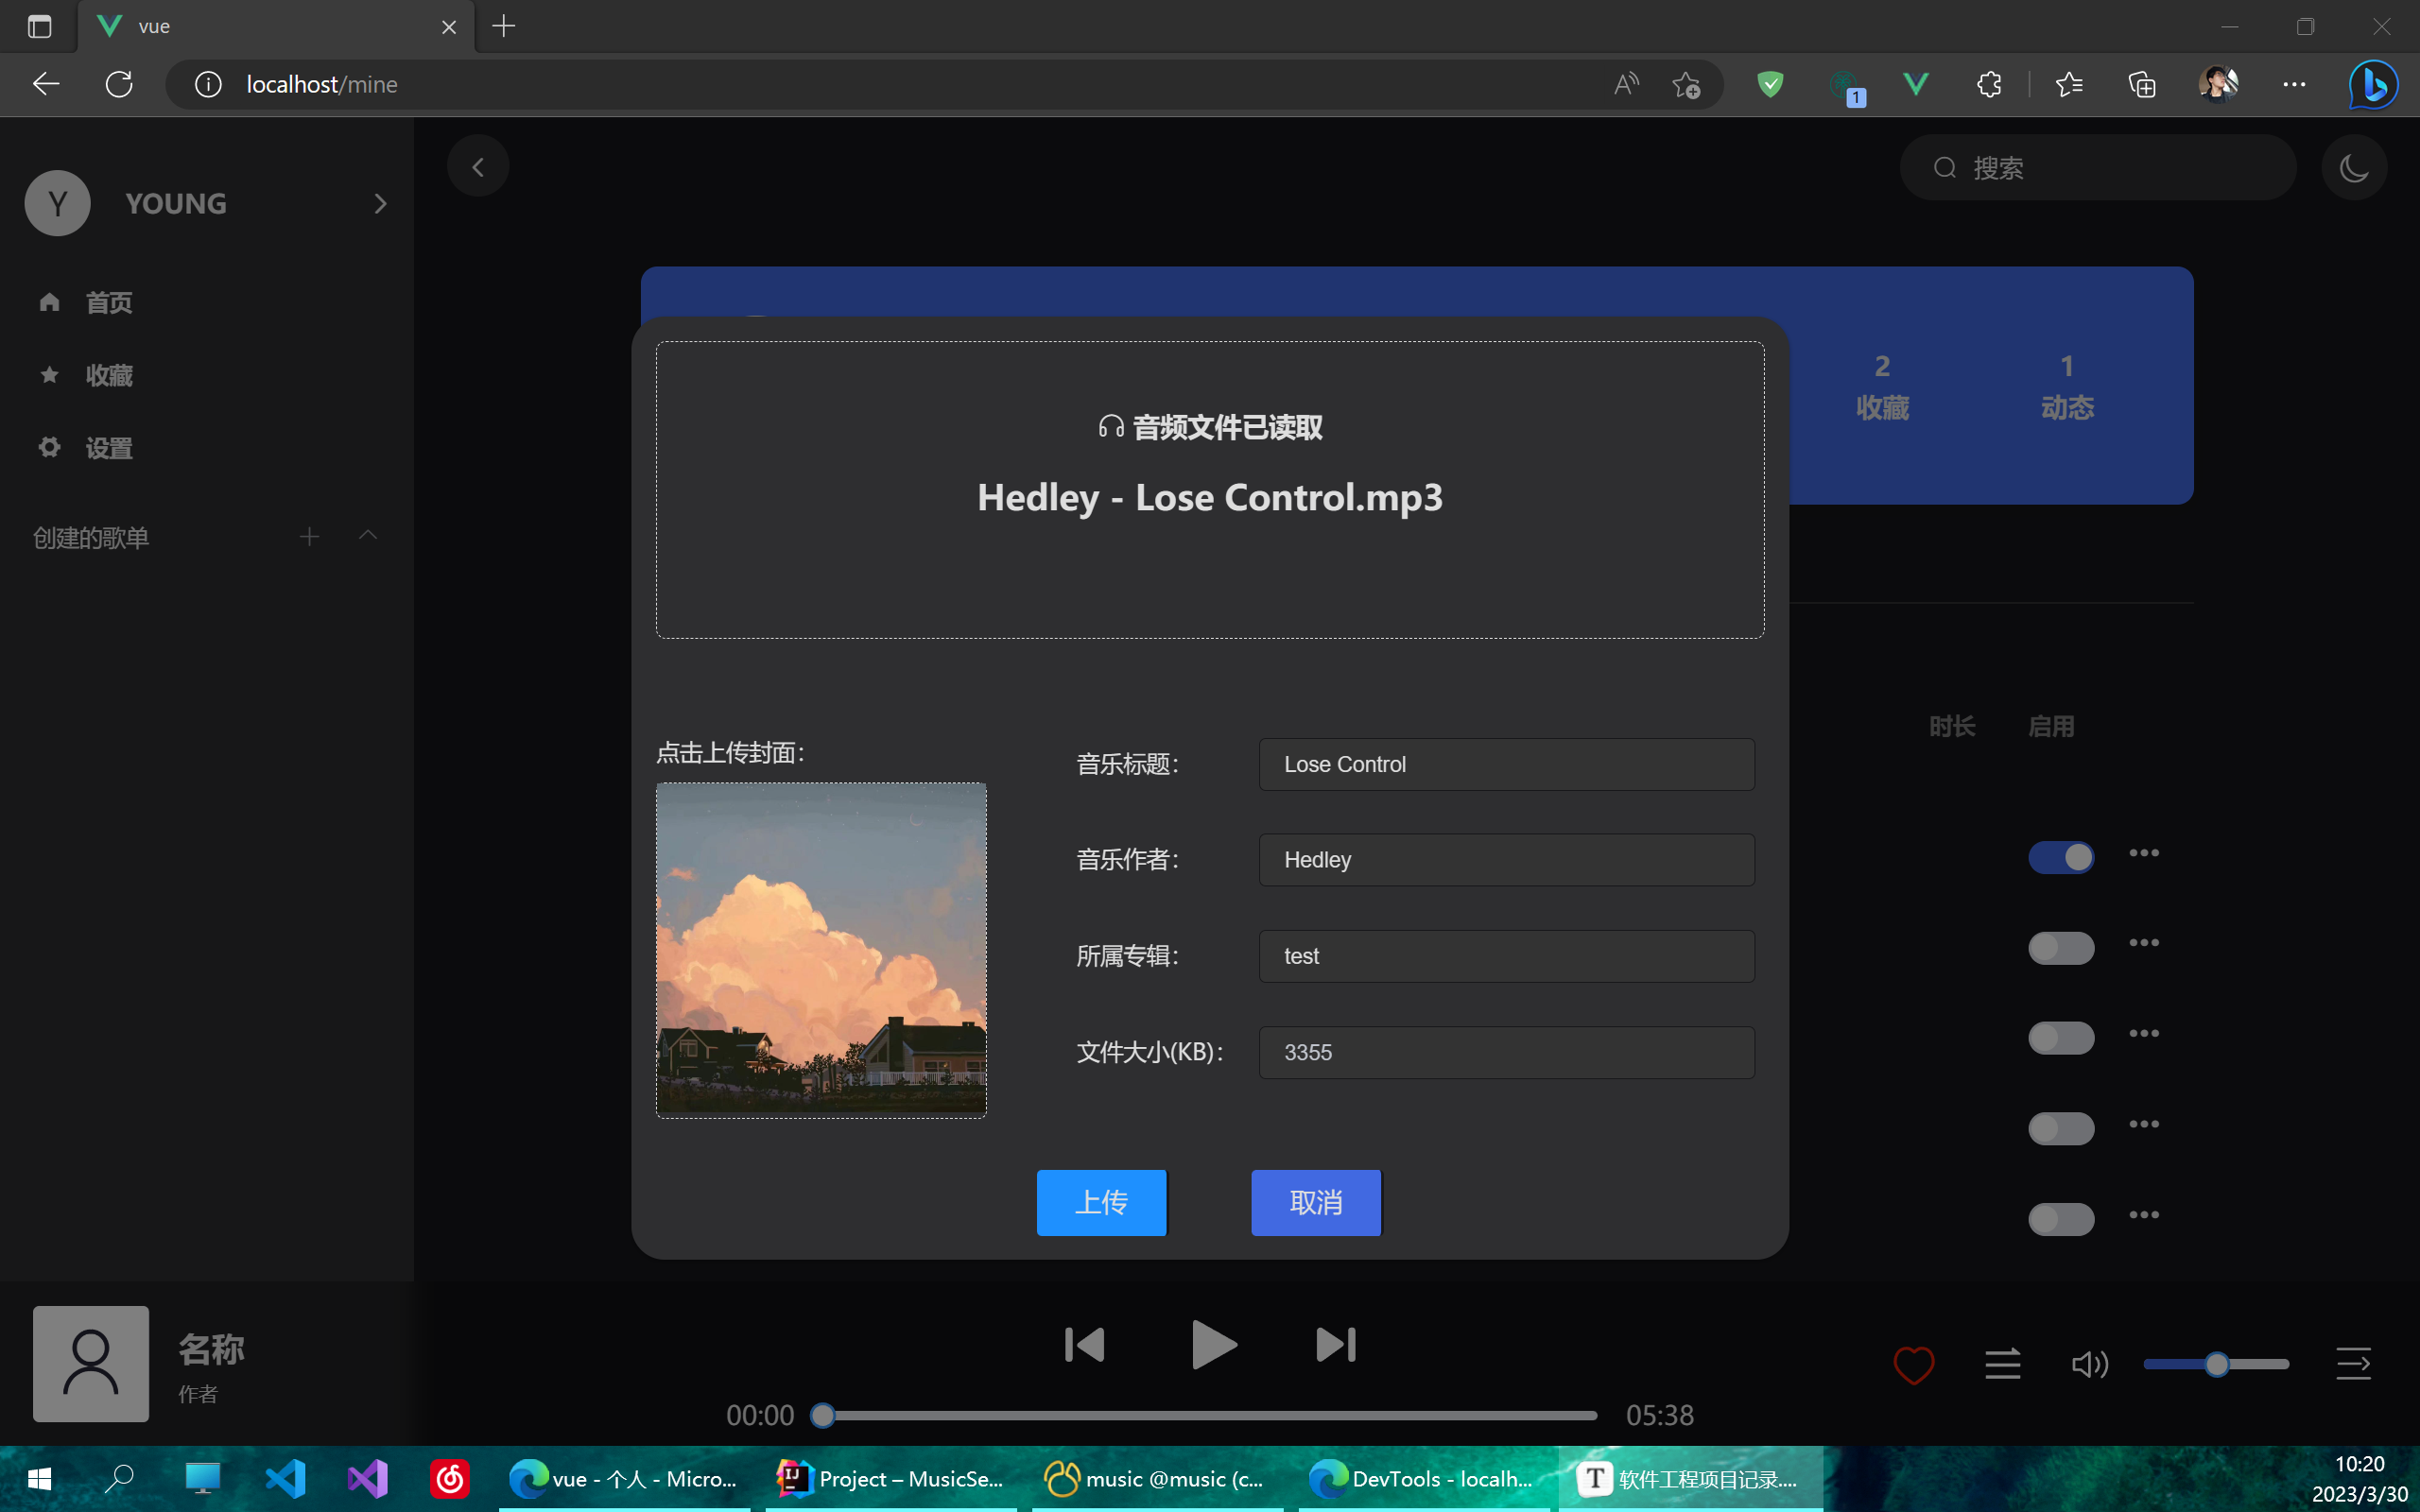 vue
localhost/mine
1
Y
YOUNG
搜索
首页
收藏
设置
创建的歌单
2
收藏
1
动态
音频文件已读取
Hedley - Lose Control.mp3
时长
启用
点击上传封面：
音乐标题：
Lose Control
音乐作者：
Hedley
所属专辑：
test
文件大小(KB)：
3355
上传
取消
名称
作者
00:00
05:38
vue - 个人 - Micro...
Project – MusicSe...
music @music (c...
DevTools - localh...
软件工程项目记录....
10:20
2023/3/30